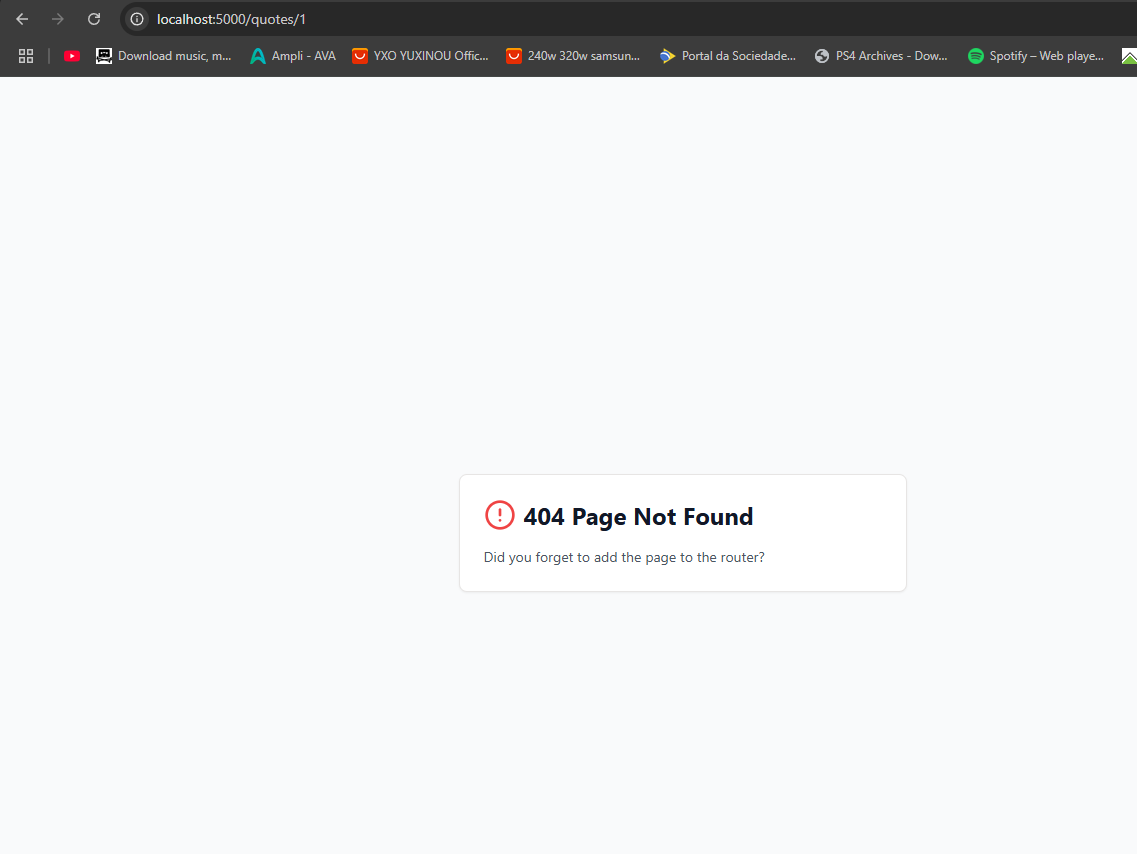 localhost:5000/quotes/1
Download music, m... Ampli - AVA YXO YUXINOU Offic... 240w 320w samsun... Portal da Sociedade... PS4 Archives - Dow... Spotify – Web playe...
404 Page Not Found
Did you forget to add the page to the router?